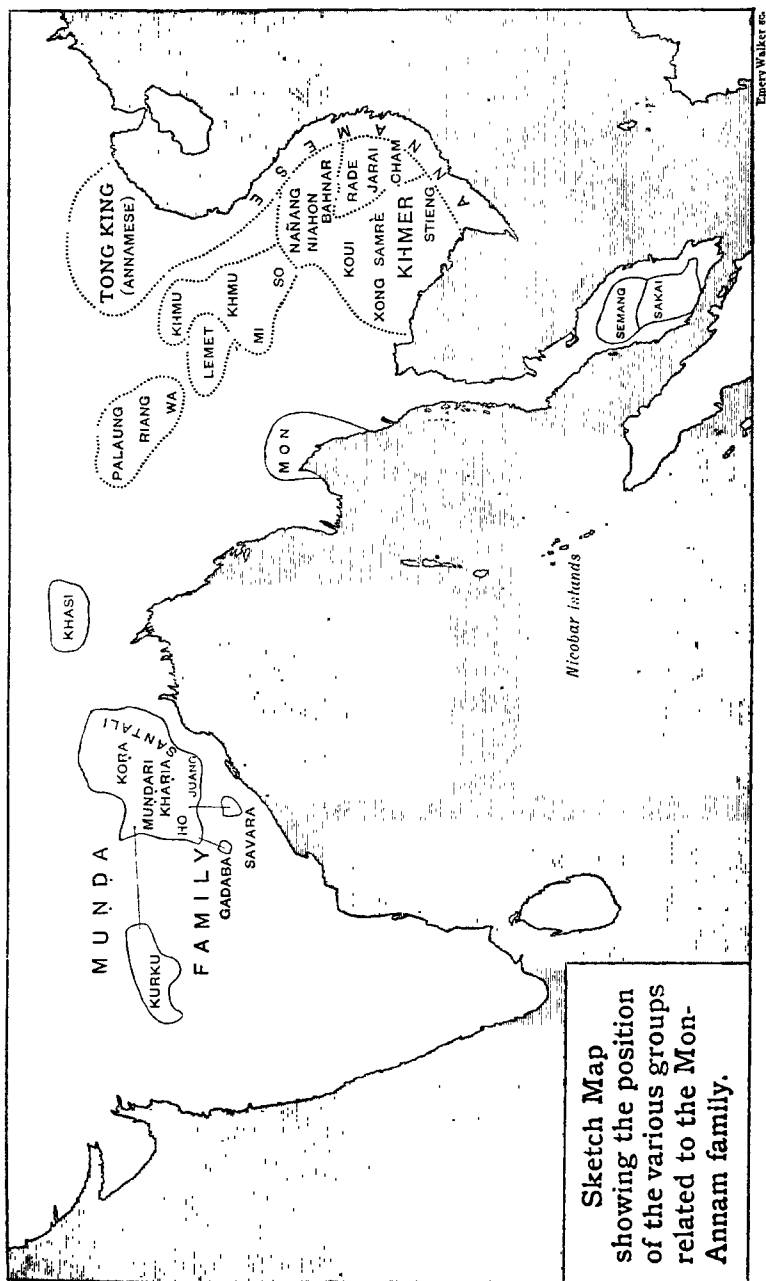 MUṆḌA
FAMILY
KURKU
KŌRA
SANTALI
MUNDARI
KHARIA
HO
JUANG
GADABA
SAVARA
KHASI
PALAUNG
RIANG
WA
MON
TONG KING
(ANNAMESE)
KHMU
LEMET
KHMU
MI
SO
ANNAMESE
NAÑANG
NIAHON
BAHNAR
RADE
JARAI
CHAM
KOUI
XONG SAMRÈ
KHMER
STIENG
SEMANG
SAKAI
Nicobar islands
Sketch Map
showing the position
of the various groups
related to the Mon-
Annam family.
Emery Walker sc.